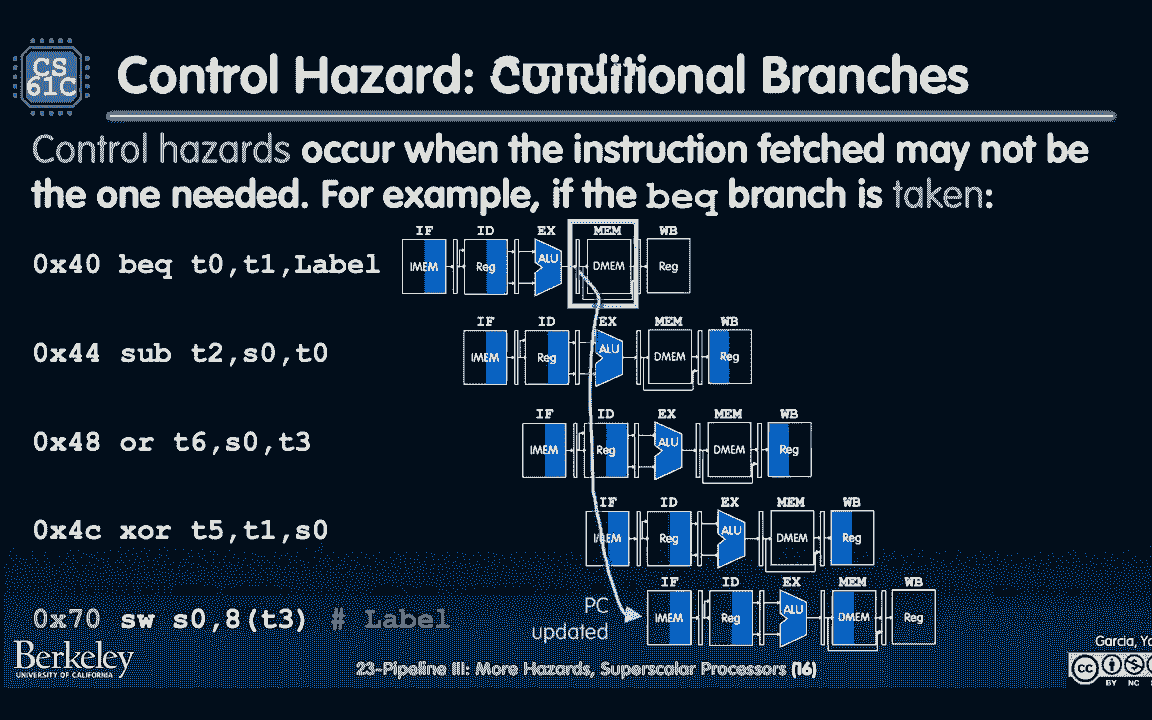 CS
61C
Control Hazard: Conditional Branches
Control hazards occur when the instruction fetched may not be
the one needed. For example, if the beq branch is taken:
IF ID EX MEM WB
0x40 beq t0,t1,Label IMEM Reg ALU DMEM Reg
IF ID EX MEM WB
0x44 sub t2,s0,t0 IMEM Reg ALU DMEM Reg
IF ID EX MEM WB
0x48 or t6,s0,t3 IMEM Reg ALU DMEM Reg
IF ID EX MEM WB
0x4c xor t5,t1,s0 IMEM Reg ALU DMEM Reg
IF ID EX MEM WB
0x70 sw s0,8(t3) # Label IMEM Reg ALU DMEM Reg
PC
updated
Berkeley
UNIVERSITY OF CALIFORNIA
23-Pipeline III: More Hazards, Superscalar Processors (16)
Garcia,
cc
BY NC